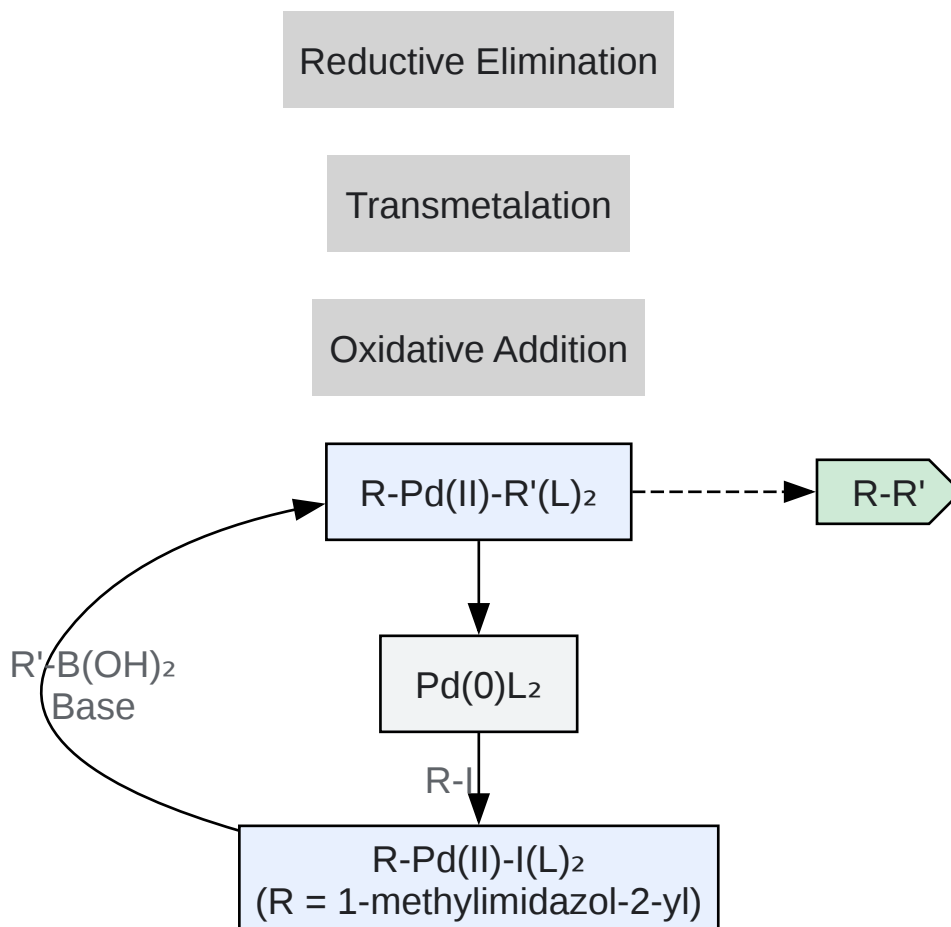 Reductive Elimination
Transmetalation
Oxidative Addition
R-Pd(II)-R'(L)₂
R-R'
R'-B(OH)₂
Base
Pd(0)L₂
R-I
R-Pd(II)-I(L)₂
(R = 1-methylimidazol-2-yl)